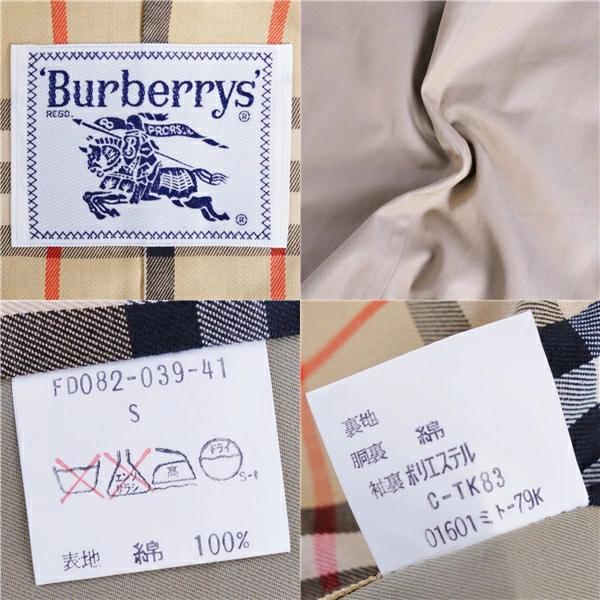 'Burberrys'
REGD.
®
PRORSUM
®
FD082-039-41
S
エンソ
サラシ
高
ドライ
S-ℓ
表地 綿 100%
裏地
胴裏 綿
袖裏 ポリエステル
C-TK83
01601ミトー79K